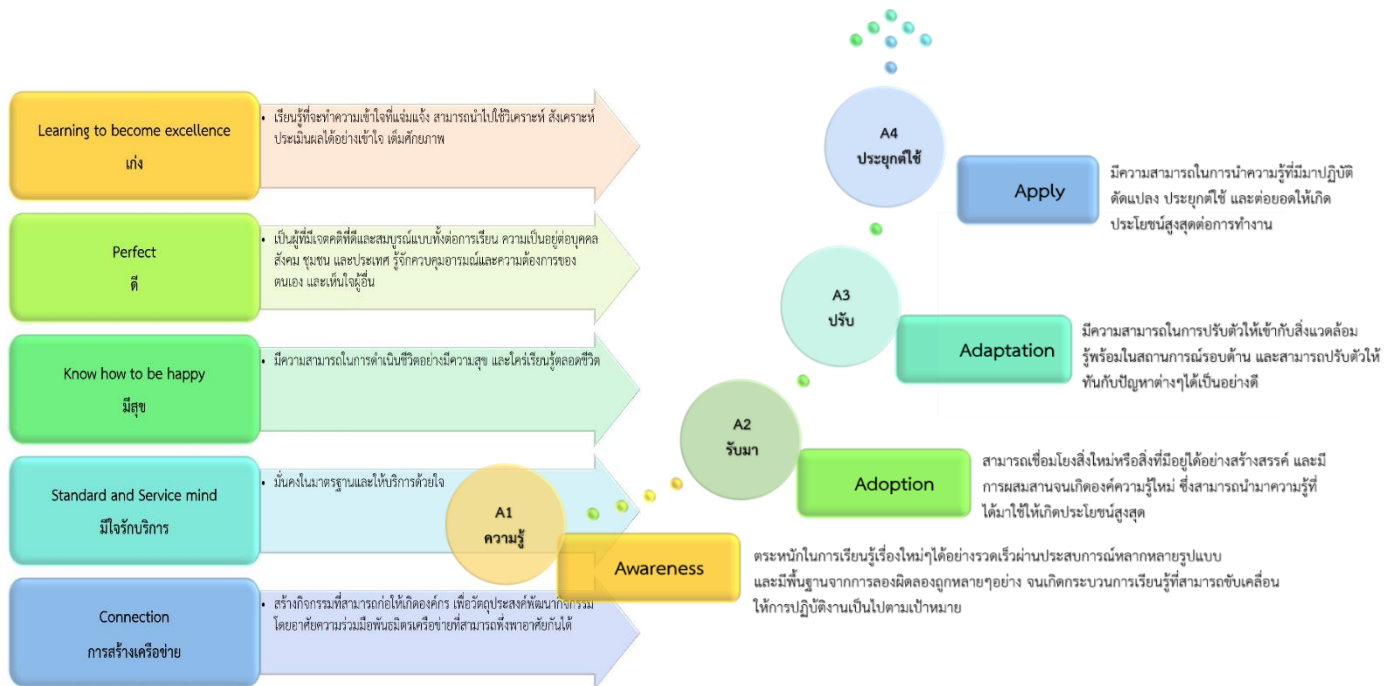 Learning to become excellence
เก่ง
• เรียนรู้ที่จะทำความเข้าใจที่แจ่มแจ้ง สามารถนำไปใช้วิเคราะห์ สังเคราะห์
ประเมินผลได้อย่างเข้าใจ เต็มศักยภาพ
Perfect
ดี
• เป็นผู้ที่มีเจตคติที่ดีและสมบูรณ์แบบทั้งต่อการเรียน ความเป็นอยู่ต่อบุคคล
สังคม ชุมชน และประเทศ รู้จักควบคุมอารมณ์และความต้องการของ
ตนเอง และเห็นใจผู้อื่น
Know how to be happy
มีสุข
• มีความสามารถในการดำเนินชีวิตอย่างมีความสุข และใคร่เรียนรู้ตลอดชีวิต
Standard and Service mind
มีใจรักบริการ
• มั่นคงในมาตรฐานและให้บริการด้วยใจ
Connection
การสร้างเครือข่าย
• สร้างกิจกรรมที่สามารถก่อให้เกิดองค์กร เพื่อวัตถุประสงค์พัฒนากิจกรรม
โดยอาศัยความร่วมมือพันธมิตรเครือข่ายที่สามารถพึ่งพาอาศัยกันได้
A4
ประยุกต์ใช้
Apply
มีความสามารถในการนำความรู้ที่มีมาปฏิบัติ
ดัดแปลง ประยุกต์ใช้ และต่อยอดให้เกิด
ประโยชน์สูงสุดต่อการทำงาน
A3
ปรับ
Adaptation
มีความสามารถในการปรับตัวให้เข้ากับสิ่งแวดล้อม
รู้พร้อมในสถานการณ์รอบด้าน และสามารถปรับตัวให้
ทันกับปัญหาต่างๆได้เป็นอย่างดี
A2
รับมา
Adoption
สามารถเชื่อมโยงสิ่งใหม่หรือสิ่งที่มีอยู่ได้อย่างสร้างสรรค์ และมี
การผสมสานจนเกิดองค์ความรู้ใหม่ ซึ่งสามารถนำมาความรู้ที่
ได้มาใช้ให้เกิดประโยชน์สูงสุด
A1
ความรู้
Awareness
ตระหนักในการเรียนรู้เรื่องใหม่ๆได้อย่างรวดเร็วผ่านประสบการณ์หลากหลายรูปแบบ
และมีพื้นฐานจากการลองผิดลองถูกหลายๆอย่าง จนเกิดกระบวนการเรียนรู้ที่สามารถขับเคลื่อน
ให้การปฏิบัติงานเป็นไปตามเป้าหมาย